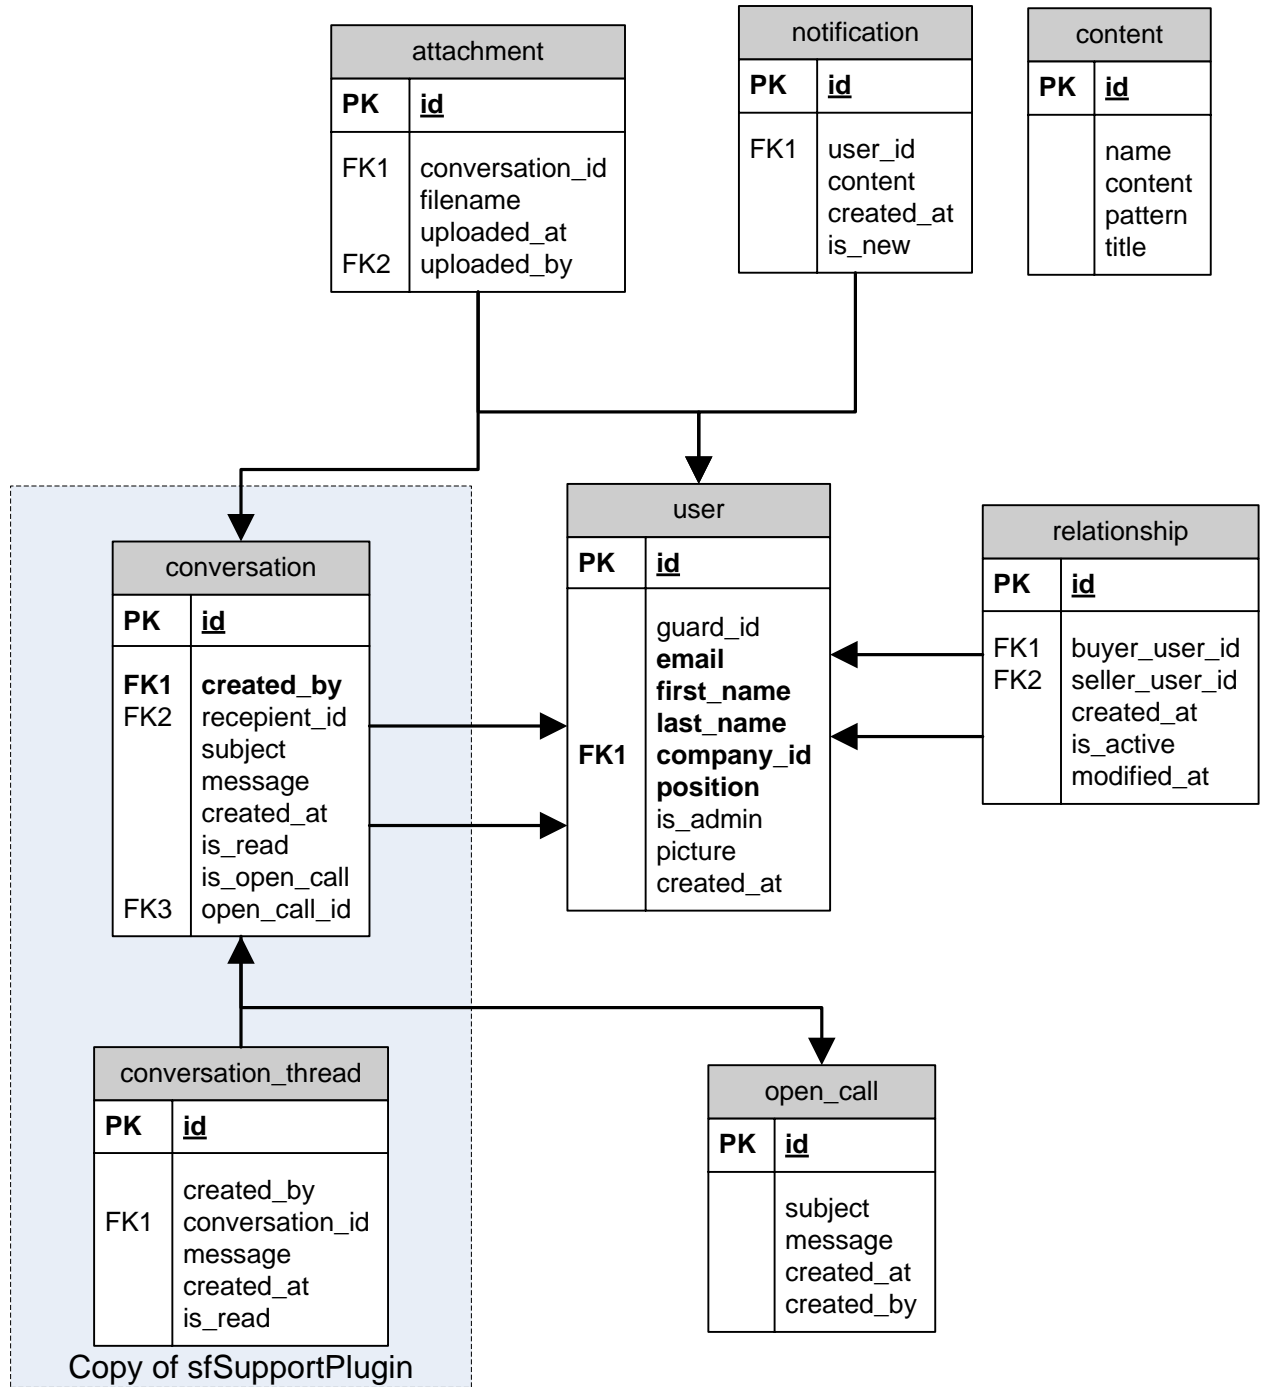 attachment
PK id
FK1 conversation_id
filename
uploaded_at
FK2 uploaded_by
notification
PK id
FK1 user_id
content
created_at
is_new
content
PK id
name
content
pattern
title
user
PK id
guard_id
email
first_name
last_name
FK1 company_id
position
is_admin
picture
created_at
relationship
PK id
FK1 buyer_user_id
FK2 seller_user_id
created_at
is_active
modified_at
conversation
PK id
FK1 created_by
FK2 recepient_id
subject
message
created_at
is_read
is_open_call
FK3 open_call_id
conversation_thread
PK id
created_by
FK1 conversation_id
message
created_at
is_read
Copy of sfSupportPlugin
open_call
PK id
subject
message
created_at
created_by